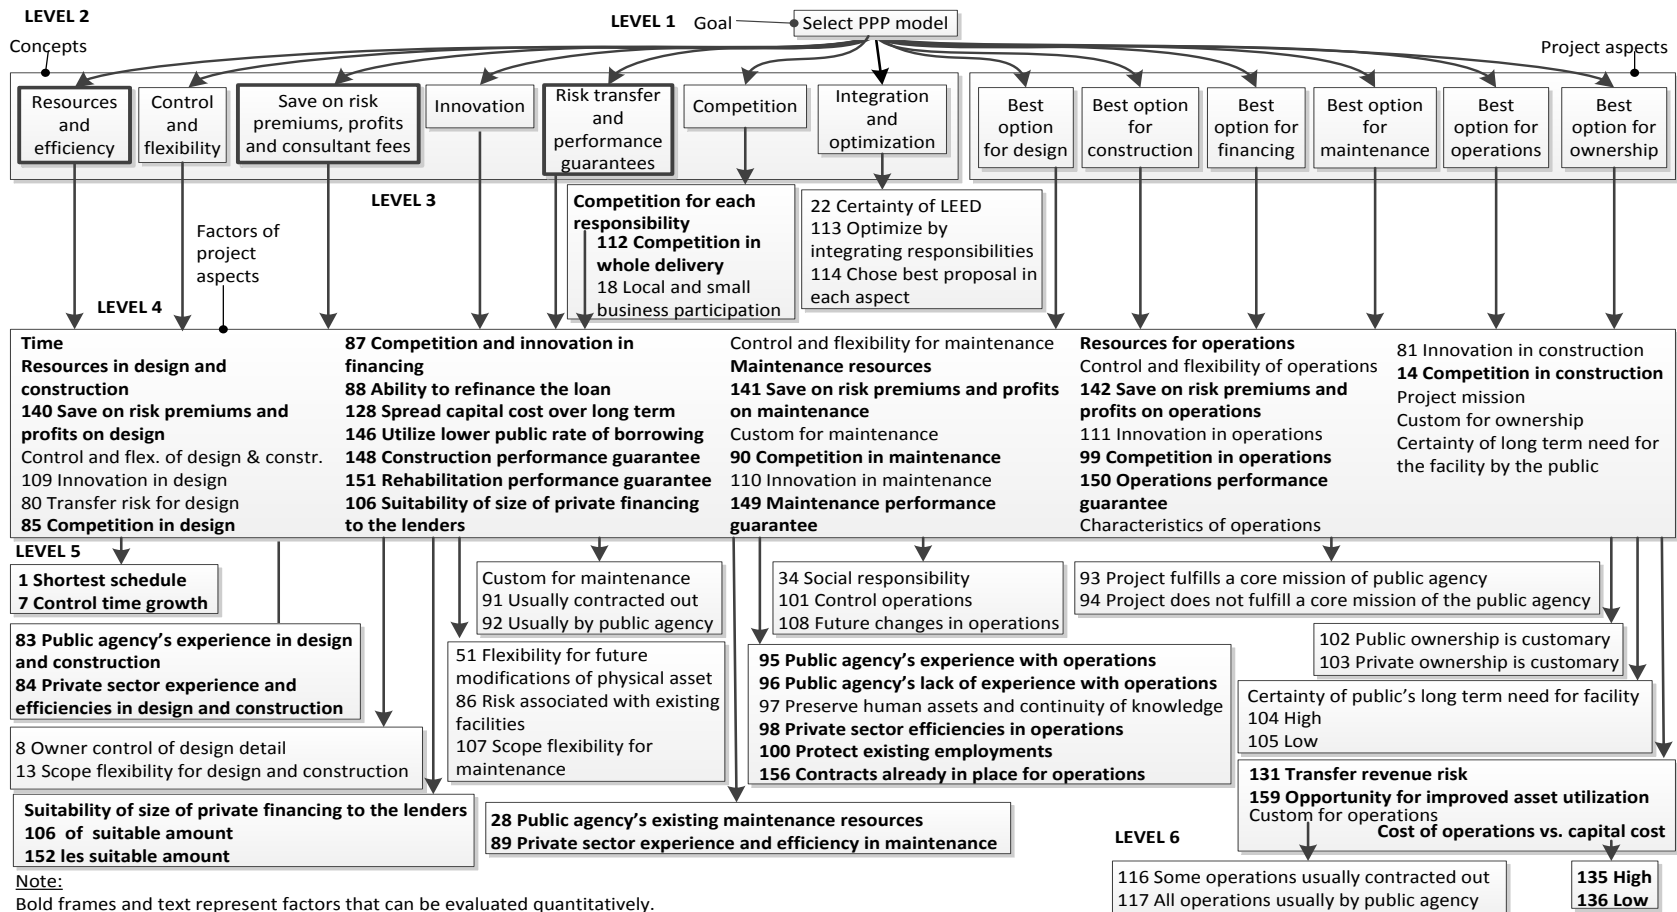 LEVEL 2
LEVEL 1
Goal
Select PPP model
Concepts
Project aspects
Resources
and
efficiency
Control
and
flexibility
Save on risk
premiums, profits
and consultant fees
Innovation
Risk transfer
and
performance
guarantees
Competition
Integration
and
optimization
Best
option
for design
Best option
for
construction
Best
option for
financing
Best option
for
maintenance
Best
option for
operations
Best
option for
ownership
LEVEL 3
Competition for each
responsibility
112 Competition in
whole delivery
18 Local and small
business participation
22 Certainty of LEED
113 Optimize by
integrating responsibilities
114 Chose best proposal in
each aspect
Factors of
project
aspects
LEVEL 4
Time
Resources in design and
construction
140 Save on risk premiums and
profits on design
Control and flex. of design & constr.
109 Innovation in design
80 Transfer risk for design
85 Competition in design
87 Competition and innovation in
financing
88 Ability to refinance the loan
128 Spread capital cost over long term
146 Utilize lower public rate of borrowing
148 Construction performance guarantee
151 Rehabilitation performance guarantee
106 Suitability of size of private financing
to the lenders
Control and flexibility for maintenance
Maintenance resources
141 Save on risk premiums and profits
on maintenance
Custom for maintenance
90 Competition in maintenance
110 Innovation in maintenance
149 Maintenance performance
guarantee
Resources for operations
Control and flexibility of operations
142 Save on risk premiums and
profits on operations
111 Innovation in operations
99 Competition in operations
150 Operations performance
guarantee
Characteristics of operations
81 Innovation in construction
14 Competition in construction
Project mission
Custom for ownership
Certainty of long term need for
the facility by the public
LEVEL 5
1 Shortest schedule
7 Control time growth
83 Public agency's experience in design
and construction
84 Private sector experience and
efficiencies in design and construction
8 Owner control of design detail
13 Scope flexibility for design and construction
Suitability of size of private financing to the lenders
106 of suitable amount
152 les suitable amount
Custom for maintenance
91 Usually contracted out
92 Usually by public agency
51 Flexibility for future
modifications of physical asset
86 Risk associated with existing
facilities
107 Scope flexibility for
maintenance
28 Public agency's existing maintenance resources
89 Private sector experience and efficiency in maintenance
34 Social responsibility
101 Control operations
108 Future changes in operations
95 Public agency's experience with operations
96 Public agency's lack of experience with operations
97 Preserve human assets and continuity of knowledge
98 Private sector efficiencies in operations
100 Protect existing employments
156 Contracts already in place for operations
93 Project fulfills a core mission of public agency
94 Project does not fulfill a core mission of the public agency
102 Public ownership is customary
103 Private ownership is customary
Certainty of public's long term need for facility
104 High
105 Low
131 Transfer revenue risk
159 Opportunity for improved asset utilization
Custom for operations
Cost of operations vs. capital cost
LEVEL 6
116 Some operations usually contracted out
117 All operations usually by public agency
135 High
136 Low
Note:
Bold frames and text represent factors that can be evaluated quantitatively.